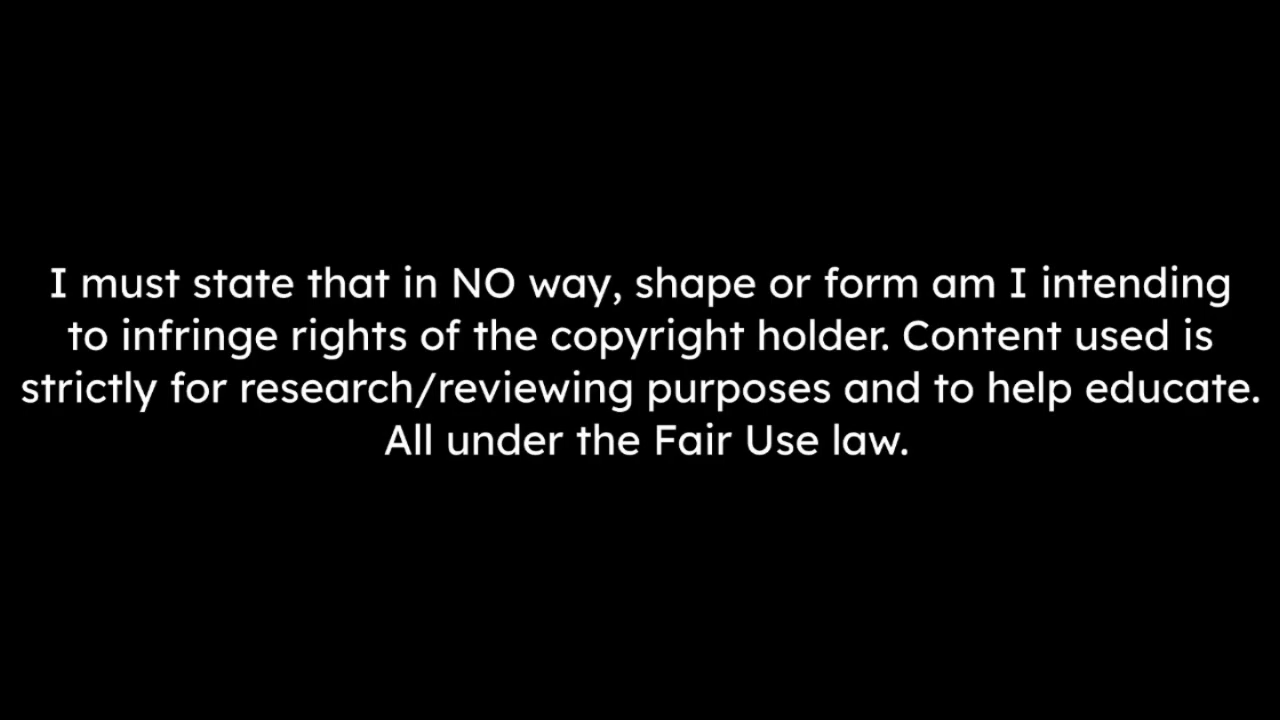 I must state that in NO way, shape or form am I intending
to infringe rights of the copyright holder. Content used is
strictly for research/reviewing purposes and to help educate.
All under the Fair Use law.